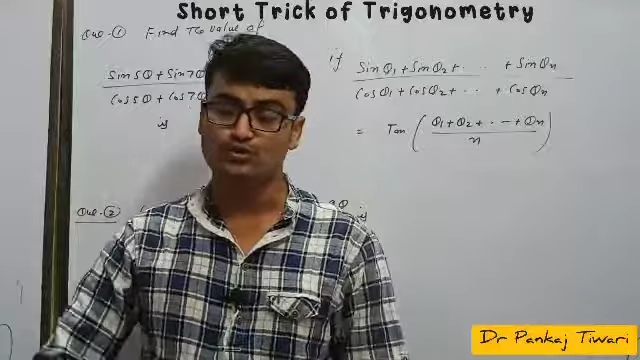 Short Trick of Trigonometry
Que. ① Find The value of
if
Sin θ₁ + Sin θ₂ + . . . + Sin θn
Cos θ₁ + Cos θ₂ + . . . + Cos θn
Sin 5θ + Sin 7θ
Cos 5θ + Cos 7θ
is
= Tan ( θ₁ + θ₂ + . . — + θn / n )
Que. ②
is
Dr Pankaj Tiwari